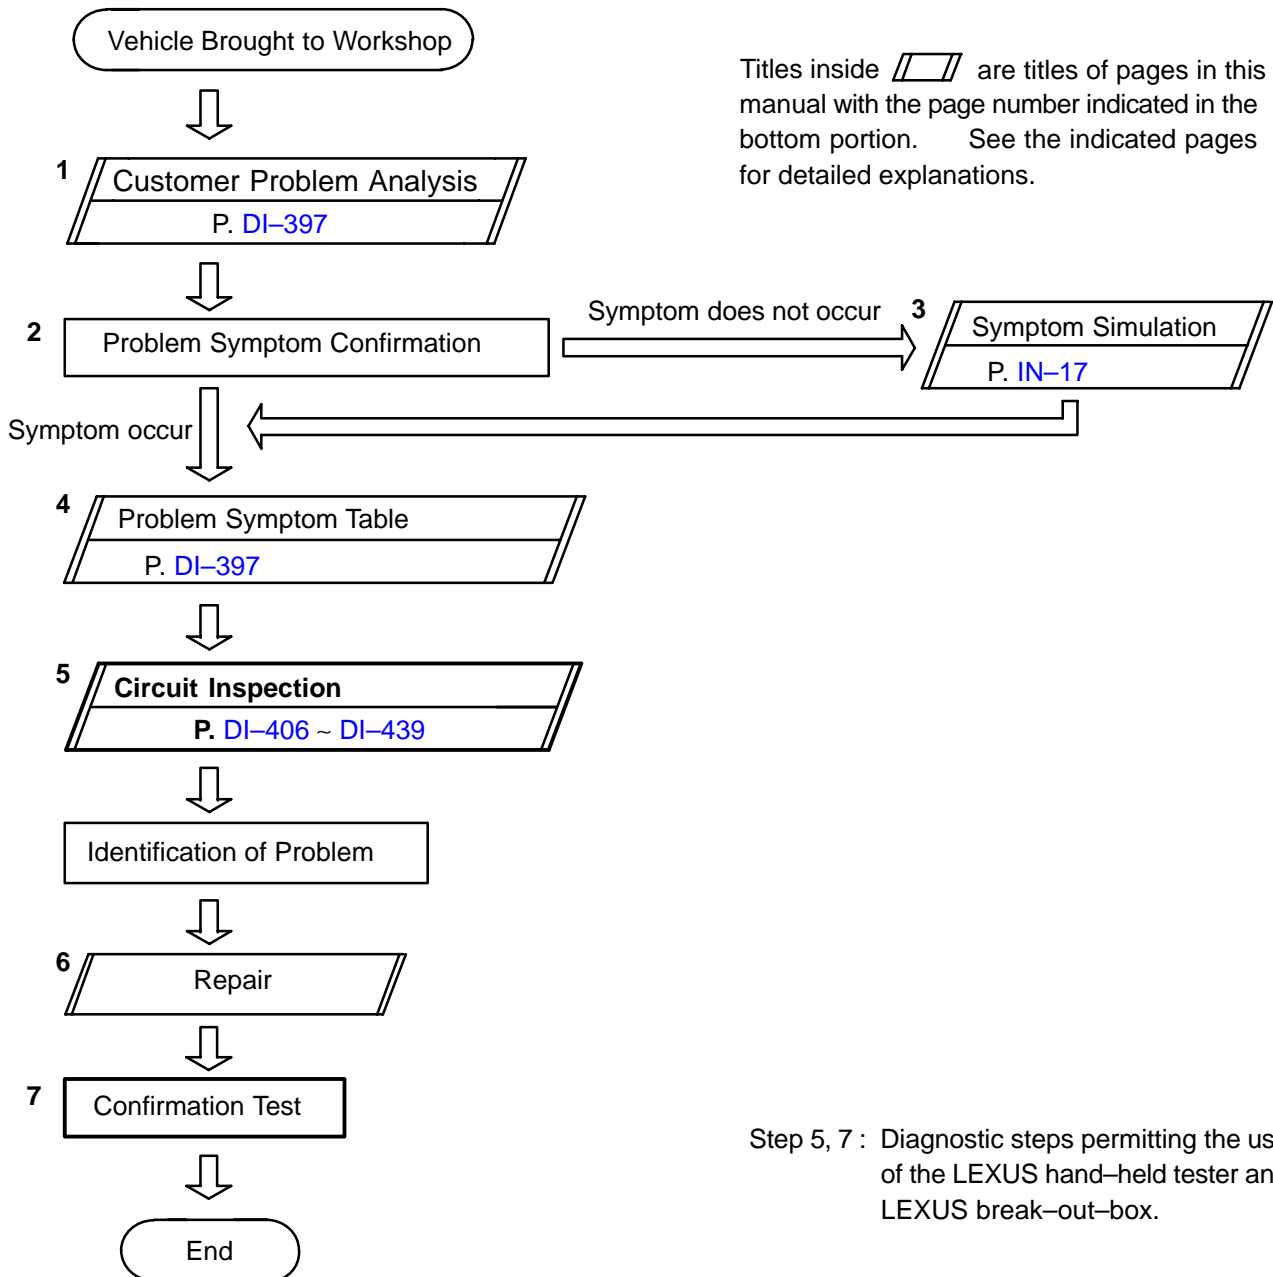 Vehicle Brought to Workshop
Titles inside are titles of pages in this
manual with the page number indicated in the
bottom portion. See the indicated pages
for detailed explanations.
1
Customer Problem Analysis
P. DI–397
2
Problem Symptom Confirmation
Symptom does not occur
3
Symptom Simulation
P. IN–17
Symptom occur
4
Problem Symptom Table
P. DI–397
5
Circuit Inspection
P. DI–406 ~ DI–439
Identification of Problem
6
Repair
7
Confirmation Test
Step 5, 7 : Diagnostic steps permitting the us
of the LEXUS hand–held tester an
LEXUS break–out–box.
End